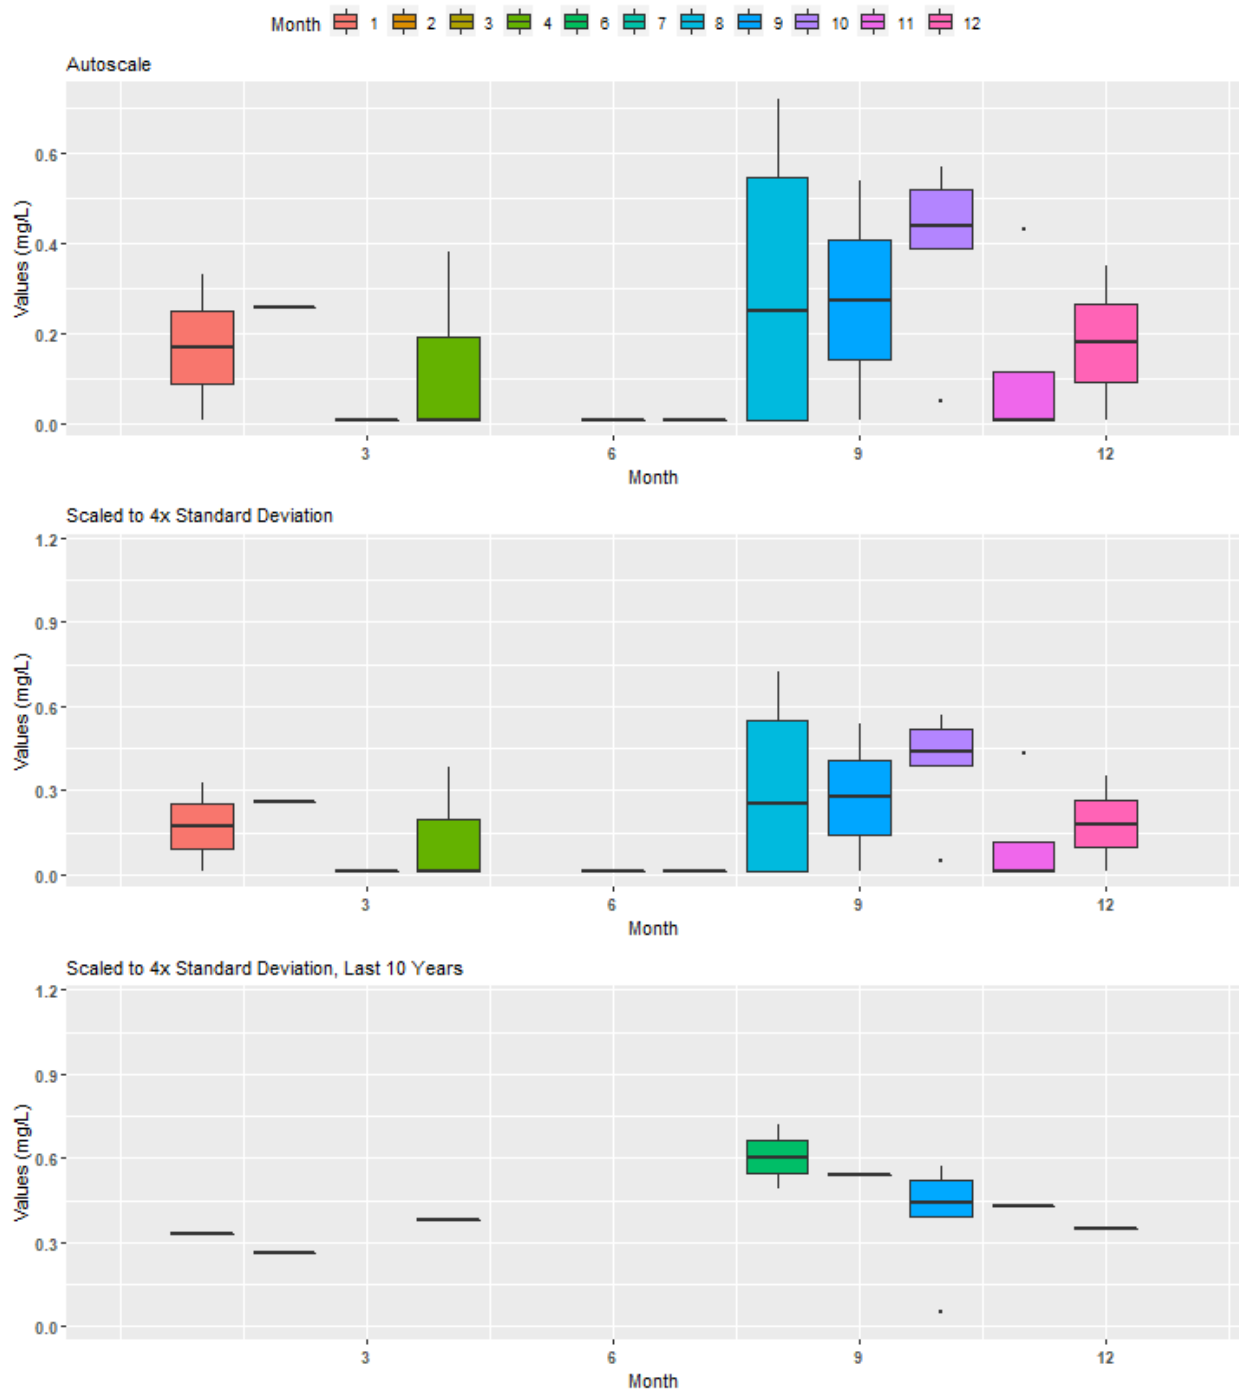 Month 1 2 3 4 6 7 8 9 10 11 12
Autoscale
Values (mg/L)
0.6
0.4
0.2
0.0
3 6 9 12
Month
Scaled to 4x Standard Deviation
Values (mg/L)
1.2
0.9
0.6
0.3
0.0
3 6 9 12
Month
Scaled to 4x Standard Deviation, Last 10 Years
Values (mg/L)
1.2
0.9
0.6
0.3
0.0
3 6 9 12
Month